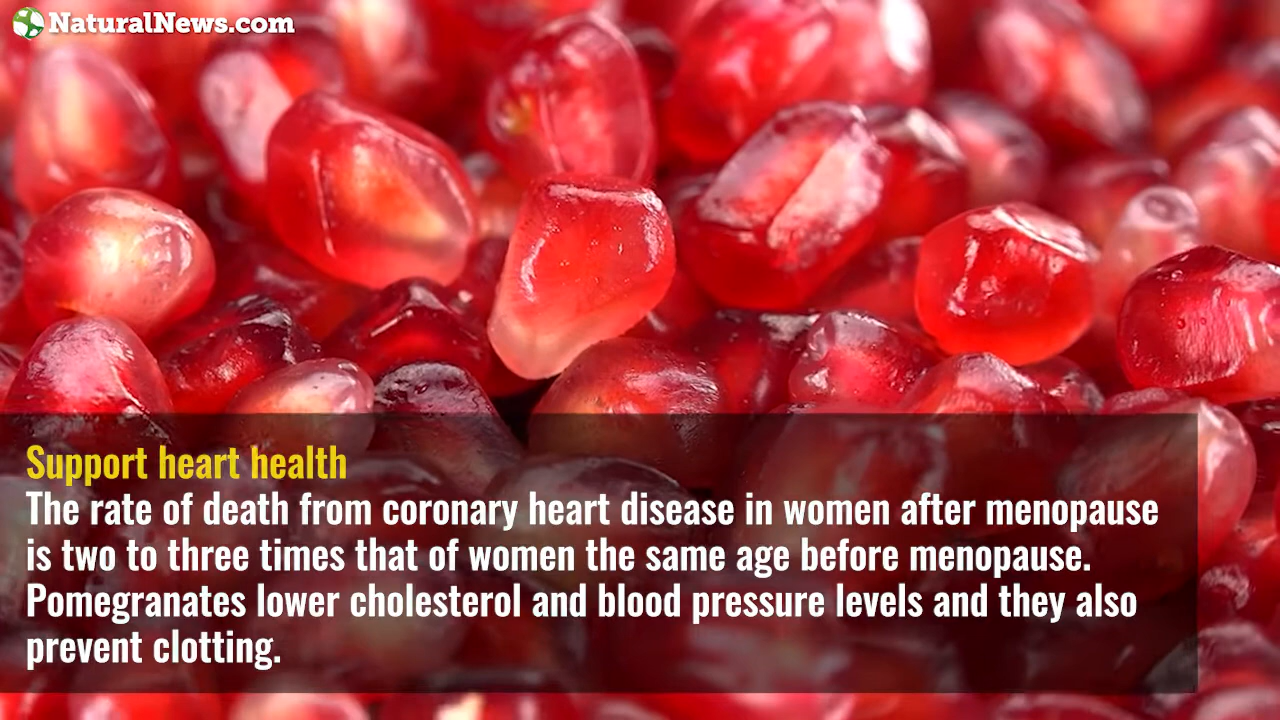 NaturalNews.com
Support heart health
The rate of death from coronary heart disease in women after menopause
is two to three times that of women the same age before menopause.
Pomegranates lower cholesterol and blood pressure levels and they also
prevent clotting.